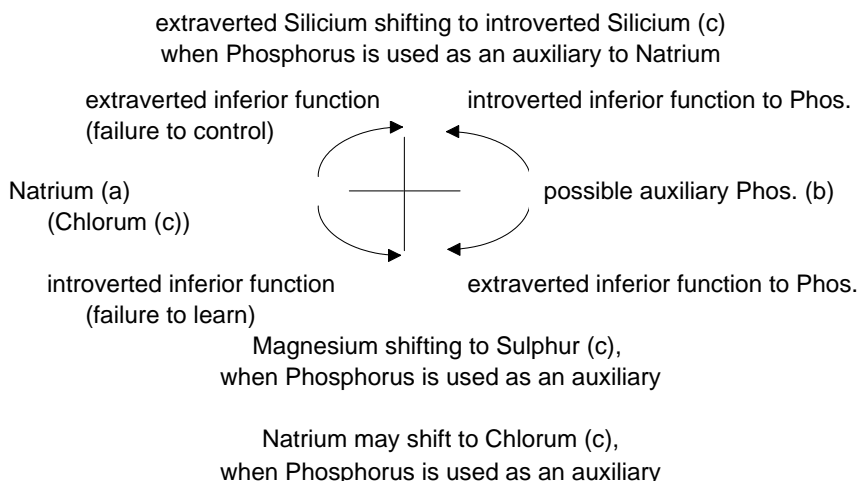 extraverted Silicium shifting to introverted Silicium (c)
when Phosphorus is used as an auxiliary to Natrium
extraverted inferior function
(failure to control)
introverted inferior function to Phos.
Natrium (a)
(Chlorum (c))
possible auxiliary Phos. (b)
introverted inferior function
(failure to learn)
extraverted inferior function to Phos.
Magnesium shifting to Sulphur (c),
when Phosphorus is used as an auxiliary
Natrium may shift to Chlorum (c),
when Phosphorus is used as an auxiliary